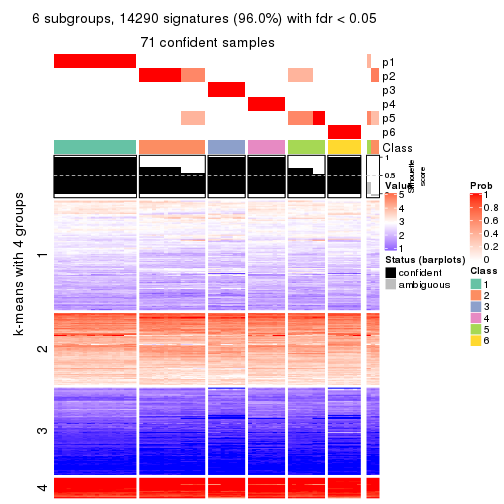 6 subgroups, 14290 signatures (96.0%) with fdr < 0.05
71 confident samples
p1
p2
p3
p4
p5
p6
Class
1
0.5
0
Silhouette
score
k-means with 4 groups
1
2
3
4
Value
5
4
3
2
1
Status (barplots)
confident
ambiguous
Prob
1
0.8
0.6
0.4
0.2
0
Class
1
2
3
4
5
6